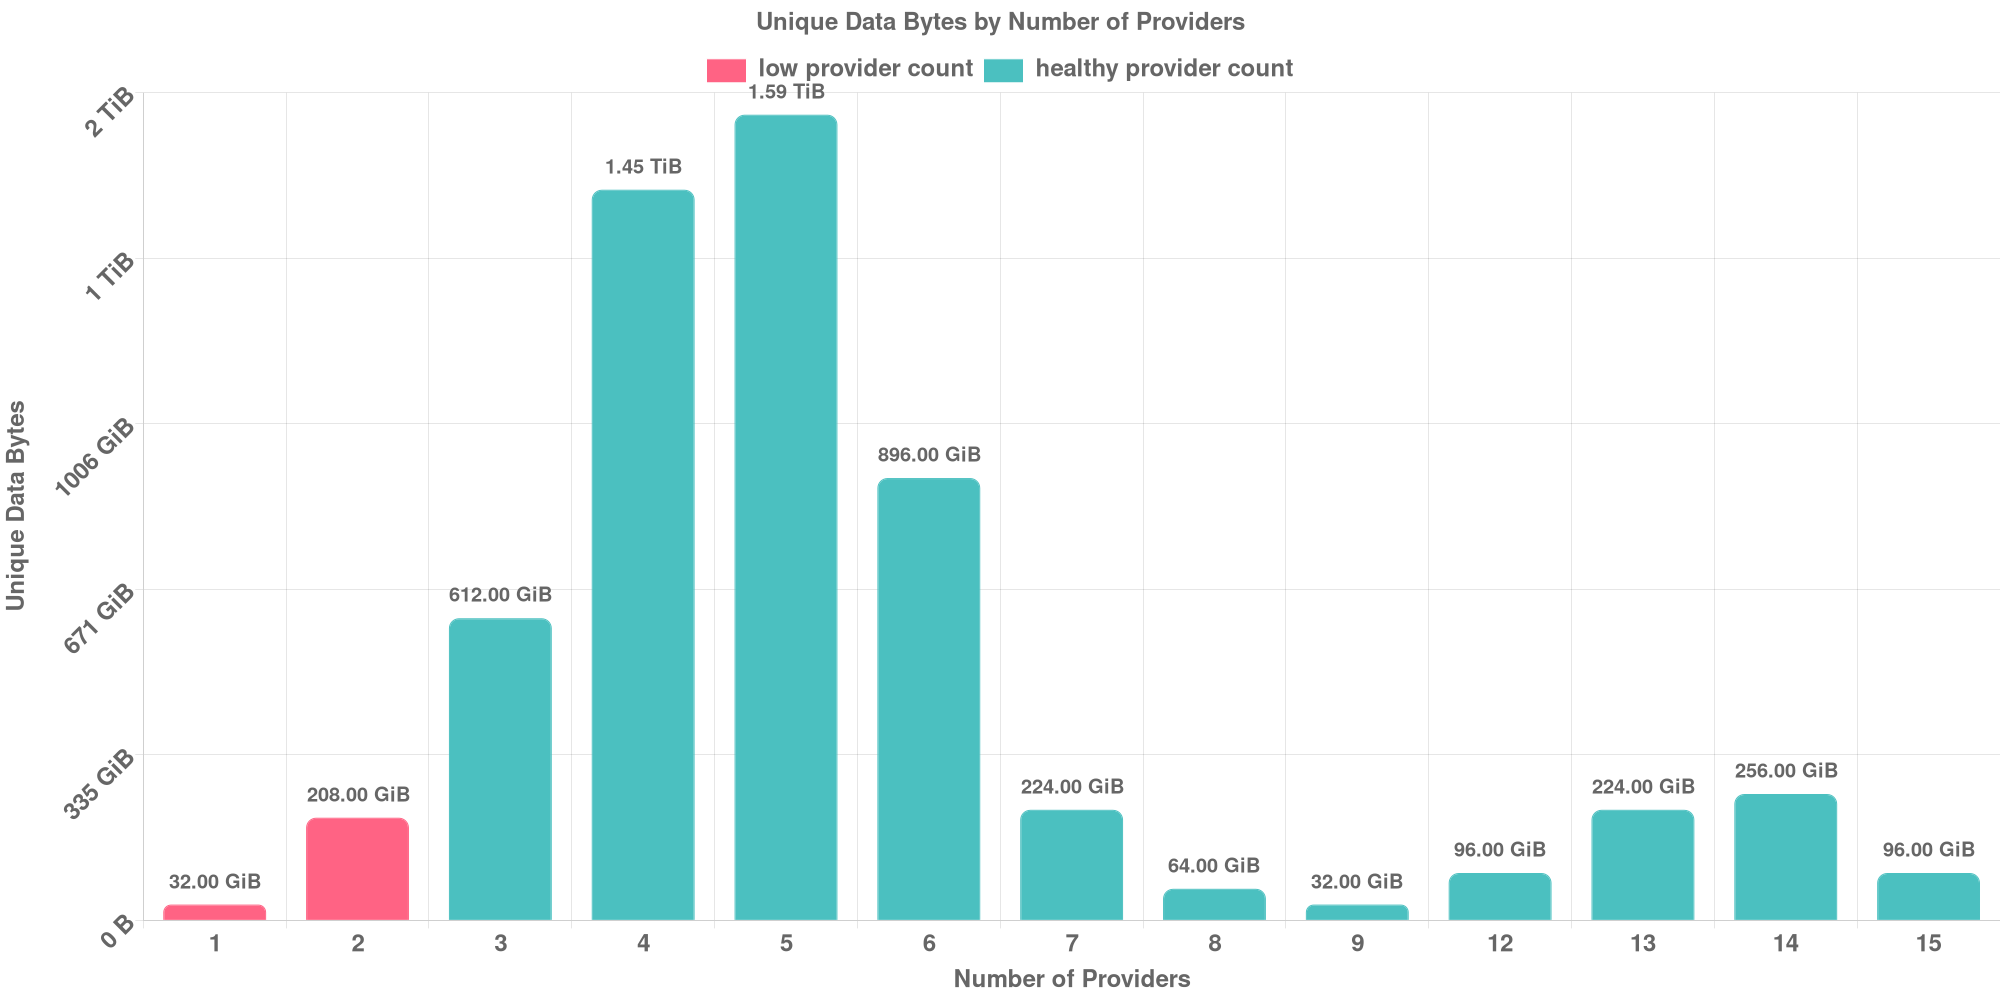 Unique Data Bytes by Number of Providers
low provider count healthy provider count
2 TiB
1 TiB
1006 GiB
671 GiB
335 GiB
0 B
Unique Data Bytes
32.00 GiB
208.00 GiB
612.00 GiB
1.45 TiB
1.59 TiB
896.00 GiB
224.00 GiB
64.00 GiB
32.00 GiB
96.00 GiB
224.00 GiB
256.00 GiB
96.00 GiB
1 2 3 4 5 6 7 8 9 12 13 14 15
Number of Providers